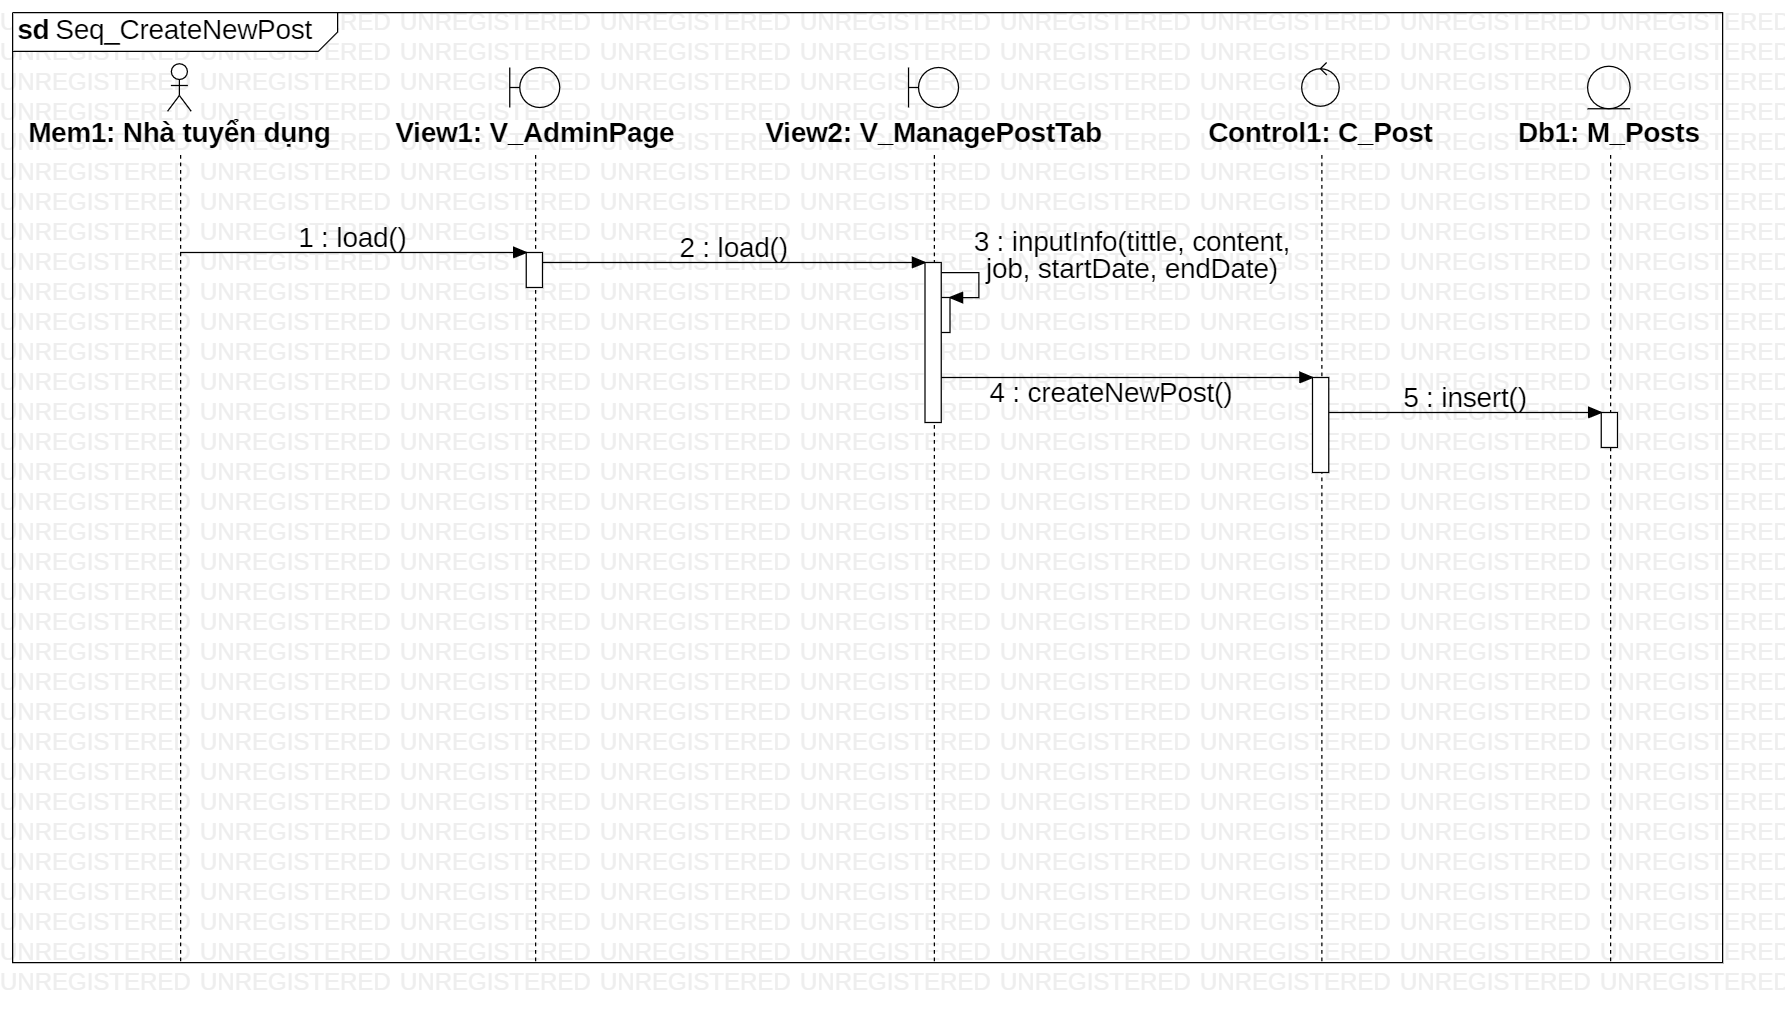 sd Seq_CreateNewPost
Mem1: Nhà tuyển dụng
View1: V_AdminPage
View2: V_ManagePostTab
Control1: C_Post
Db1: M_Posts
1 : load()
2 : load()
3 : inputInfo(tittle, content,
job, startDate, endDate)
4 : createNewPost()
5 : insert()
UNREGISTERED